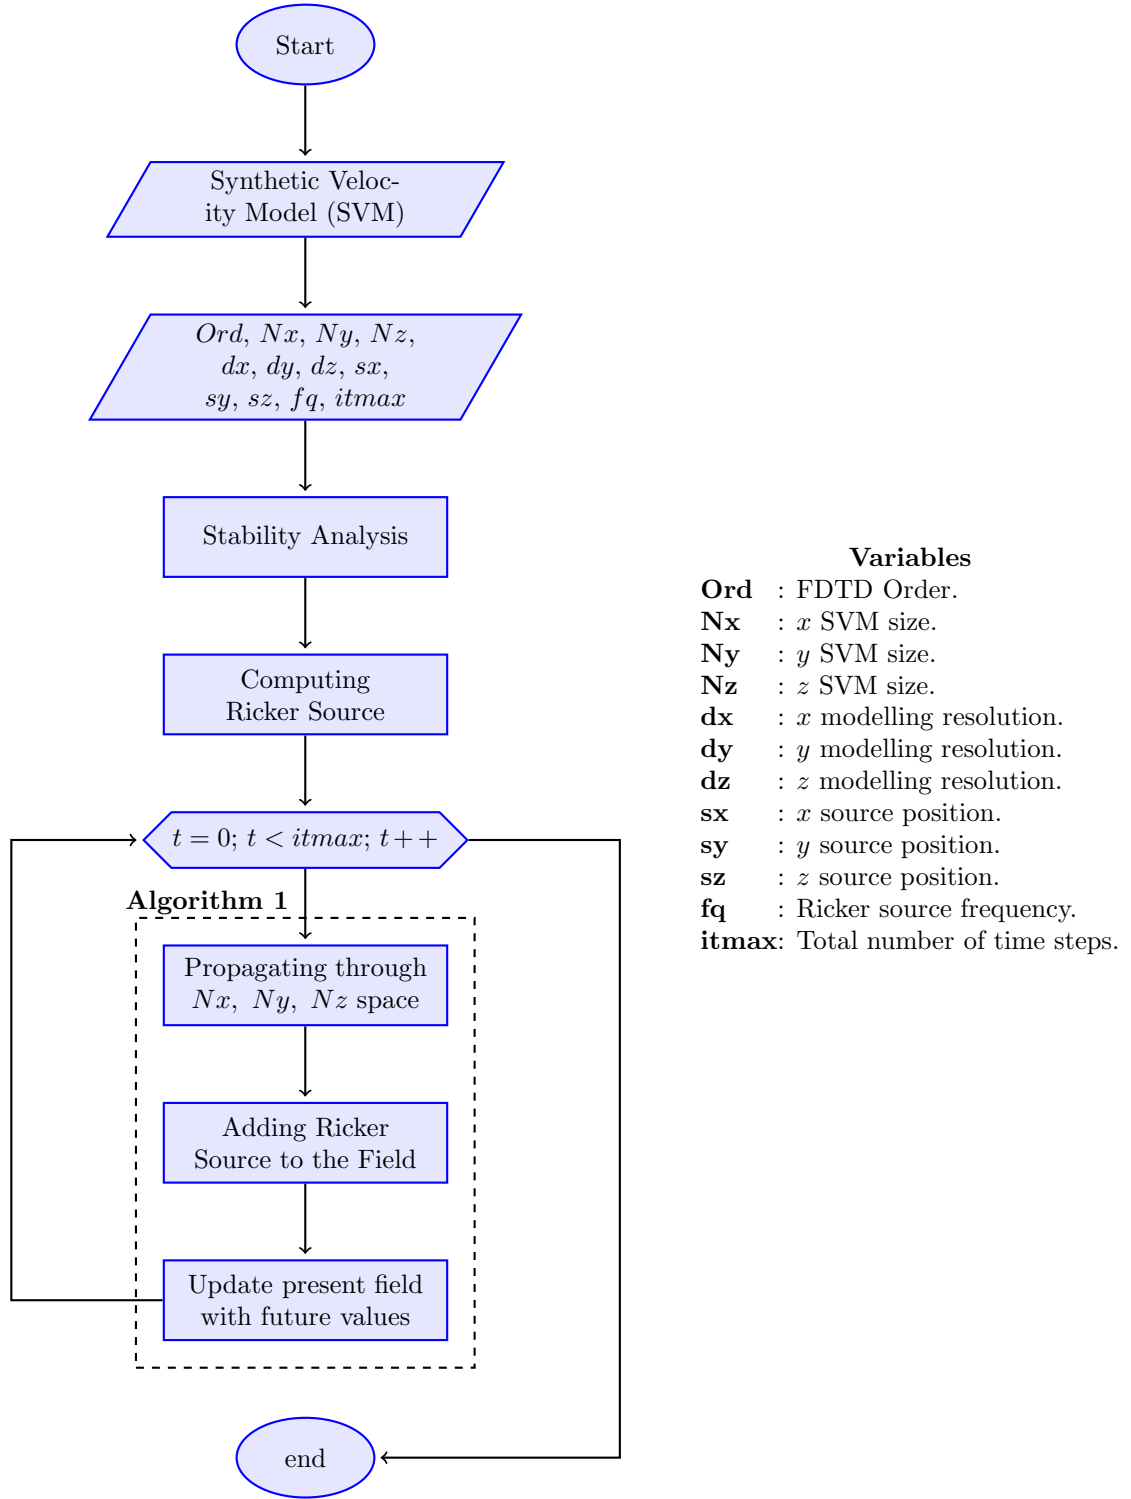 Start
Synthetic Veloc-
ity Model (SVM)
Ord, Nx, Ny, Nz,
dx, dy, dz, sx,
sy, sz, fq, itmax
Stability Analysis
Computing
Ricker Source
t = 0; t < itmax; t++
Algorithm 1
Propagating through
Nx, Ny, Nz space
Adding Ricker
Source to the Field
Update present field
with future values
end
Variables
Ord : FDTD Order.
Nx : x SVM size.
Ny : y SVM size.
Nz : z SVM size.
dx : x modelling resolution.
dy : y modelling resolution.
dz : z modelling resolution.
sx : x source position.
sy : y source position.
sz : z source position.
fq : Ricker source frequency.
itmax: Total number of time steps.